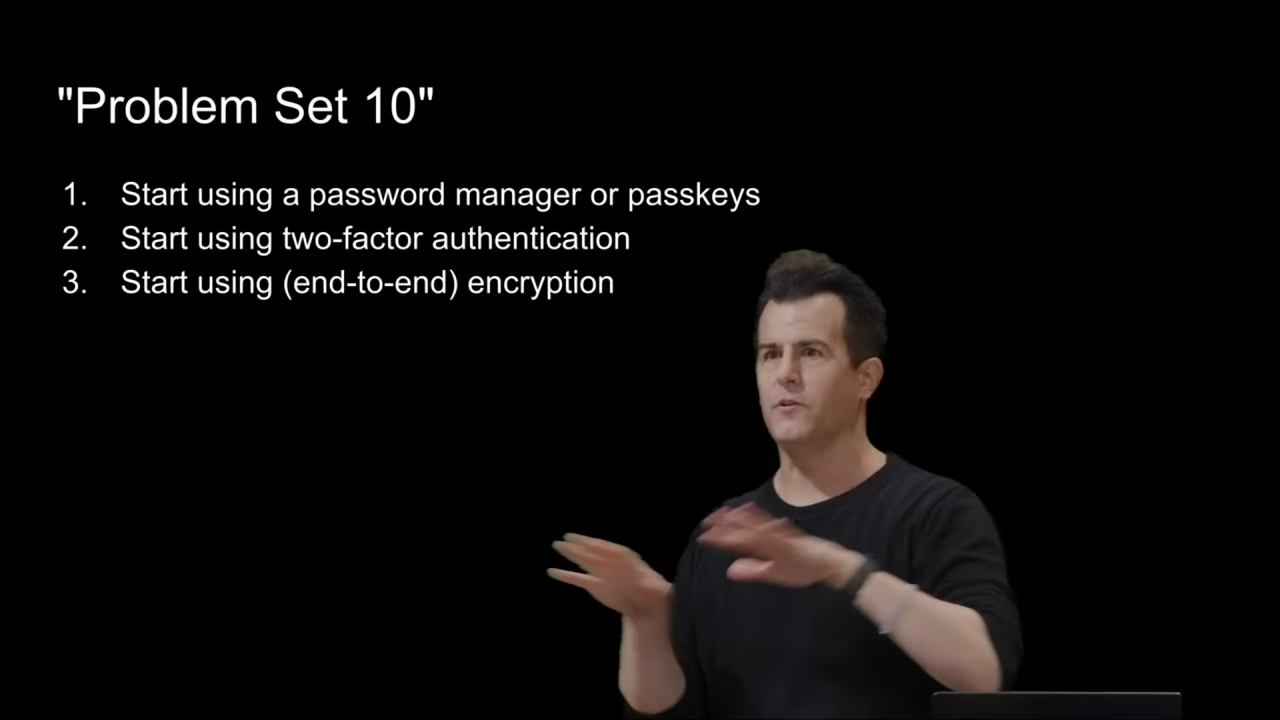 "Problem Set 10"
1. Start using a password manager or passkeys
2. Start using two-factor authentication
3. Start using (end-to-end) encryption